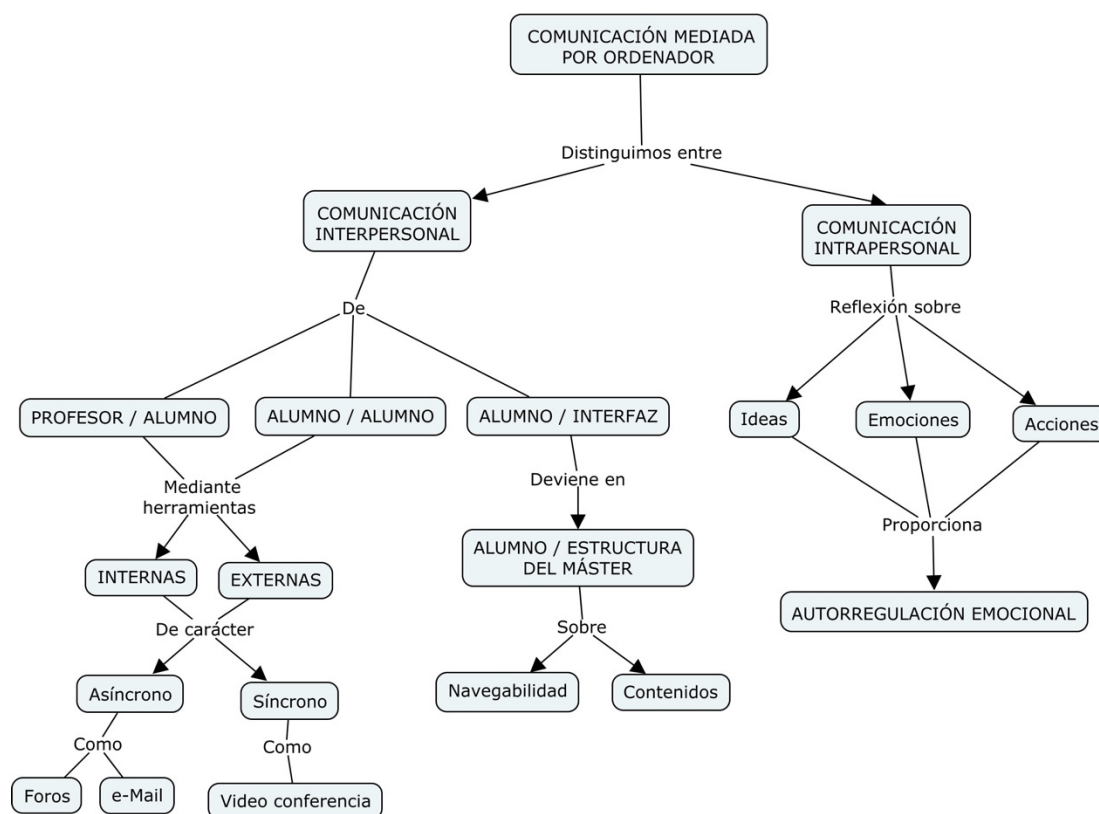 COMUNICACIÓN MEDIADA
POR ORDENADOR
Distinguimos entre
COMUNICACIÓN
INTERPERSONAL
COMUNICACIÓN
INTRAPERSONAL
De
Reflexión sobre
PROFESOR / ALUMNO
ALUMNO / ALUMNO
ALUMNO / INTERFAZ
Ideas
Emociones
Acciones
Mediante
herramientas
Deviene en
Proporciona
INTERNAS
EXTERNAS
ALUMNO / ESTRUCTURA
DEL MÁSTER
AUTORREGULACIÓN EMOCIONAL
De carácter
Sobre
Asíncrono
Síncrono
Navegabilidad
Contenidos
Como
Como
Foros
e-Mail
Video conferencia